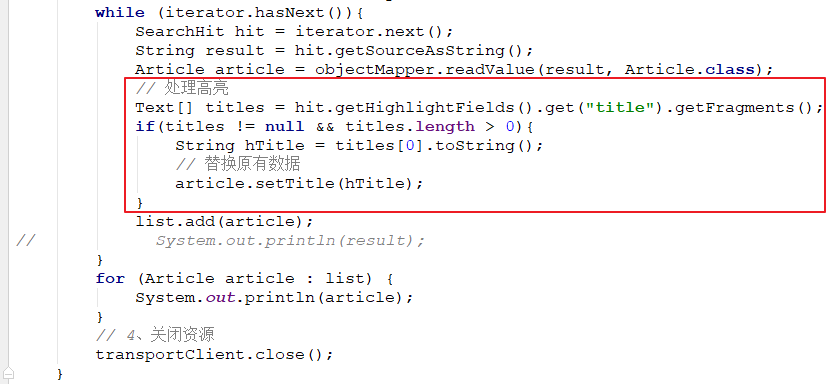 while (iterator.hasNext()){
SearchHit hit = iterator.next();
String result = hit.getSourceAsString();
Article article = objectMapper.readValue(result, Article.class);
// 处理高亮
Text[] titles = hit.getHighlightFields().get("title").getFragments();
if(titles != null && titles.length > 0){
String hTitle = titles[0].toString();
// 替换原有数据
article.setTitle(hTitle);
}
list.add(article);
// System.out.println(result);
}
for (Article article : list) {
System.out.println(article);
}
// 4、关闭资源
transportClient.close();
}